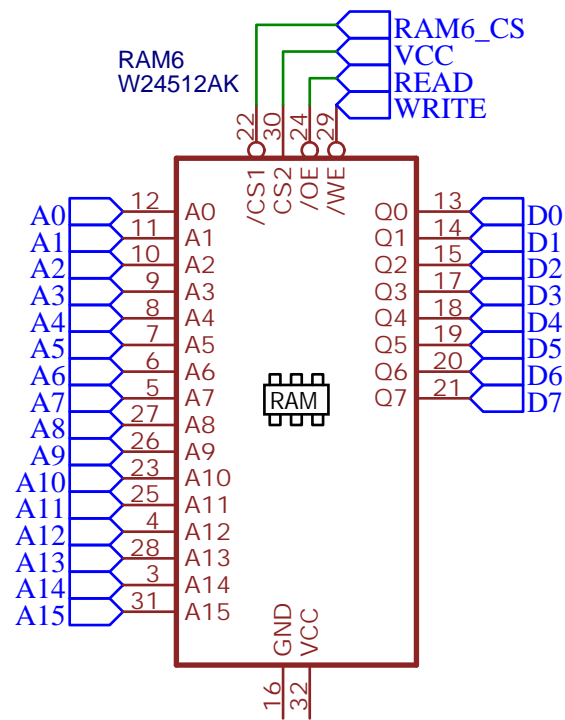 RAM6
W24512AK
RAM6_CS
VCC
READ
WRITE
22 30 24 29
/CS1 CS2 /OE /WE
A0 12 A0 Q0 13 D0
A1 11 A1 Q1 14 D1
A2 10 A2 Q2 15 D2
A3 9 A3 Q3 17 D3
A4 8 A4 Q4 18 D4
A5 7 A5 Q5 19 D5
A6 6 A6 Q6 20 D6
A7 5 A7 RAM Q7 21 D7
A8 27 A8
A9 26 A9
A10 23 A10
A11 25 A11
A12 4 A12
A13 28 A13
A14 3 A14
A15 31 A15
GND VCC
16 32